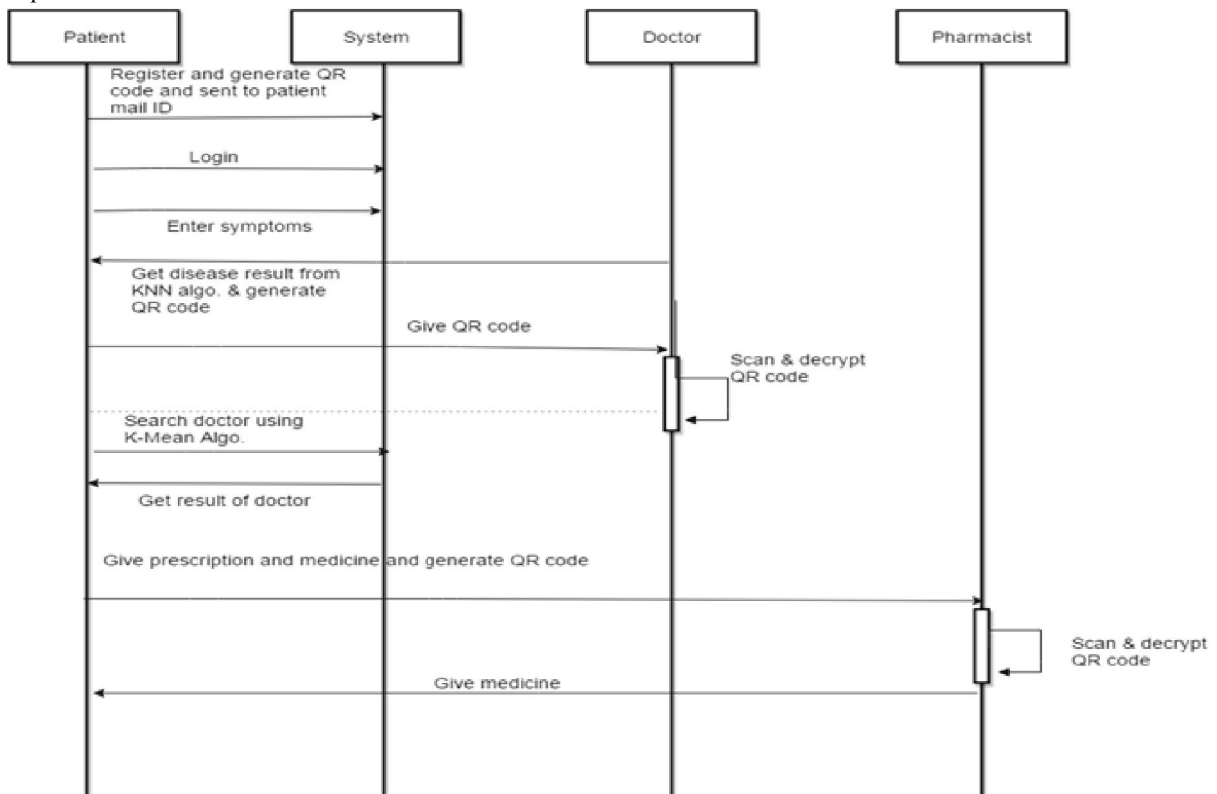 Patient
System
Doctor
Pharmacist
Register and generate QR
code and sent to patient
mail ID
Login
Enter symptoms
Get disease result from
KNN algo. & generate
QR code
Give QR code
Scan & decrypt
QR code
Search doctor using
K-Mean Algo.
Get result of doctor
Give prescription and medicine and generate QR code
Scan & decrypt
QR code
Give medicine